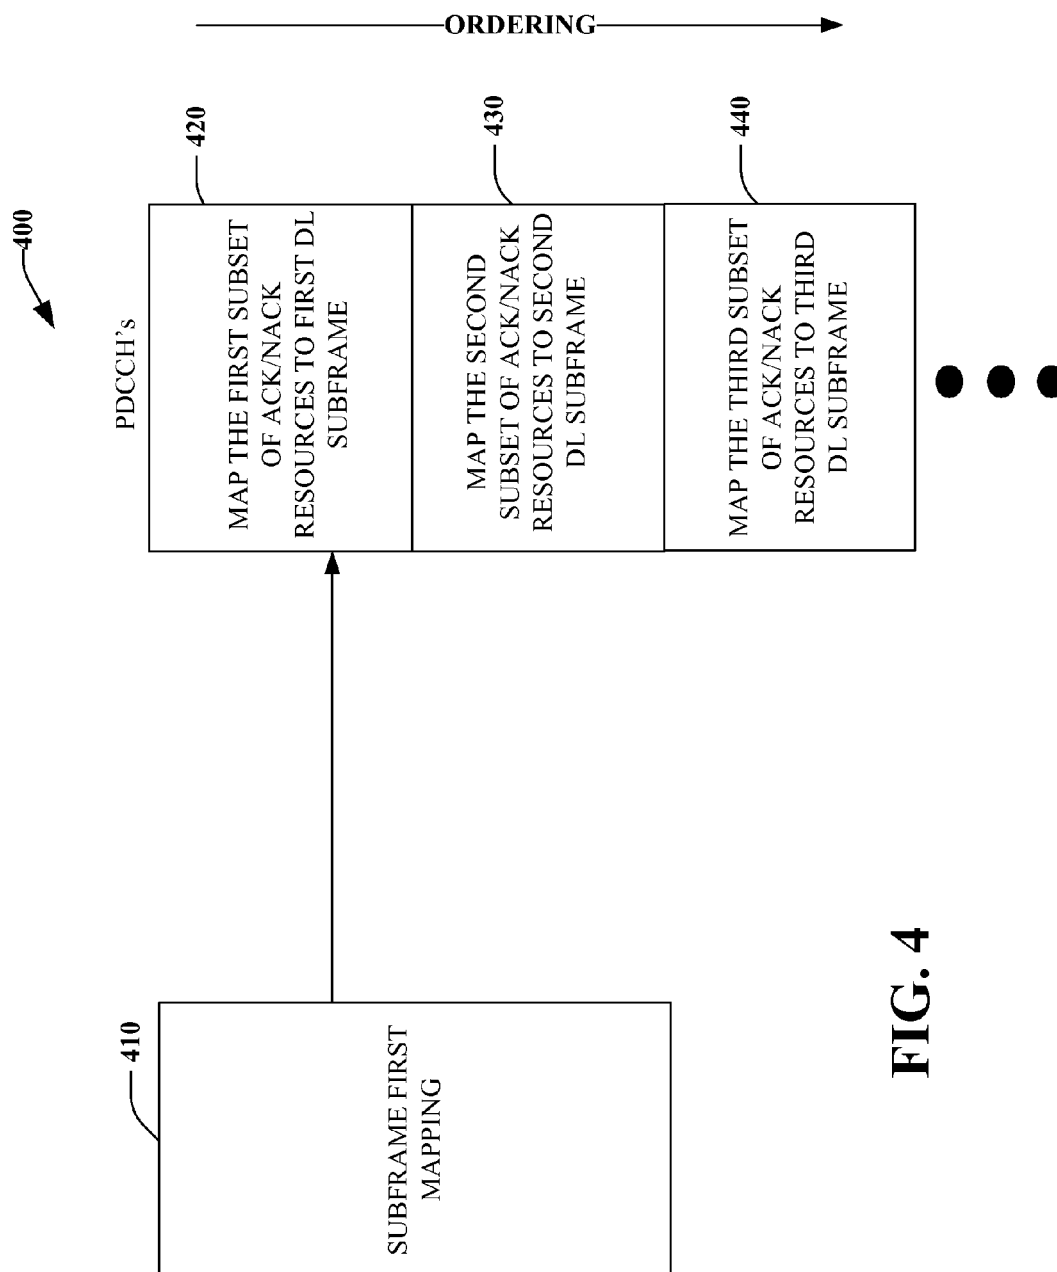 ORDERING
400
PDCCH's
420
MAP THE FIRST SUBSET
OF ACK/NACK
RESOURCES TO FIRST DL
SUBFRAME
430
MAP THE SECOND
SUBSET OF ACK/NACK
RESOURCES TO SECOND
DL SUBFRAME
440
MAP THE THIRD SUBSET
OF ACK/NACK
RESOURCES TO THIRD
DL SUBFRAME
410
SUBFRAME FIRST
MAPPING
FIG. 4